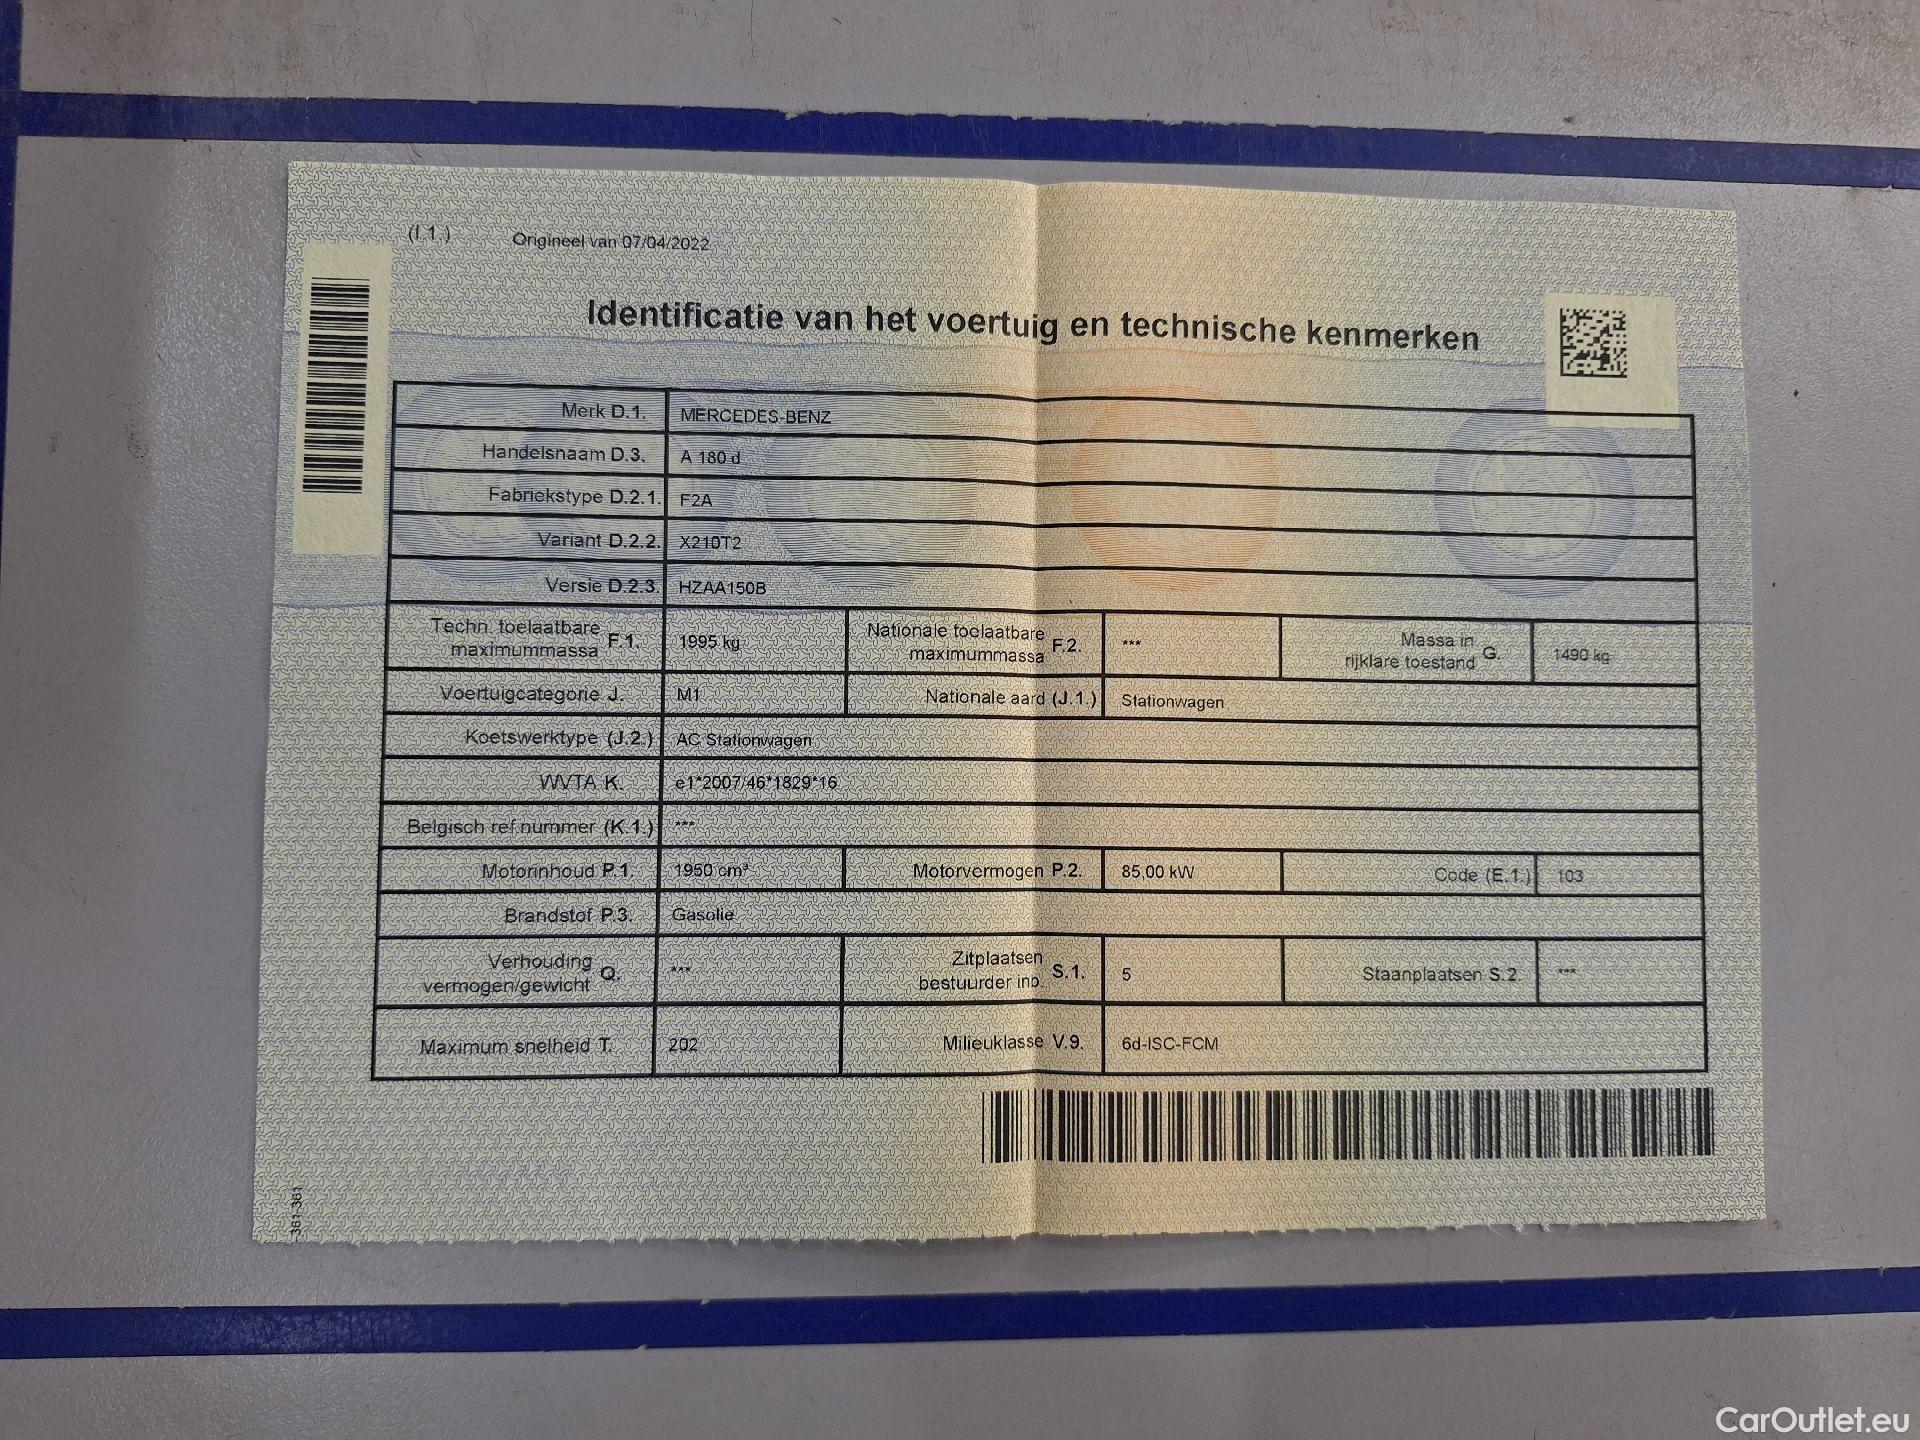 (I.1.) Origineel van 07/04/2022
Identificatie van het voertuig en technische kenmerken
Merk D.1. MERCEDES-BENZ
Handelsnaam D.3. A 180 d
Fabriekstype D.2.1. F2A
Variant D.2.2. X210T2
Versie D.2.3. HZAA150B
Techn. toelaatbare maximummassa F.1. 1995 kg Nationale toelaatbare maximummassa F.2. *** Massa in rijklare toestand G. 1490 kg
Voertuigcategorie J. M1 Nationale aard (J.1.) Stationwagen
Koetswerktype (J.2.) AC Stationwagen
WVTA K. e1*2007/46*1829*16
Belgisch ref.nummer (K.1.) ***
Motorinhoud P.1. 1950 cm³ Motorvermogen P.2. 85,00 kW Code (E.1.) 103
Brandstof P.3. Gasolie
Verhouding vermogen/gewicht Q. *** Zitplaatsen bestuurder inb. S.1. 5 Staanplaatsen S.2. ***
Maximum snelheid T. 202 Milieuklasse V.9. 6d-ISC-FCM
361-361
CarOutlet.eu